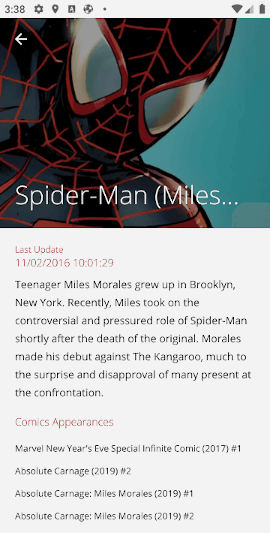 3:38
Spider-Man (Miles...
Last Update
11/02/2016 10:01:29
Teenager Miles Morales grew up in Brooklyn,
New York. Recently, Miles took on the
controversial and pressured role of Spider-Man
shortly after the death of the original. Morales
made his debut against The Kangaroo, much to
the surprise and disapproval of many present at
the confrontation.
Comics Appearances
Marvel New Year's Eve Special Infinite Comic (2017) #1
Absolute Carnage (2019) #2
Absolute Carnage: Miles Morales (2019) #1
Absolute Carnage: Miles Morales (2019) #2